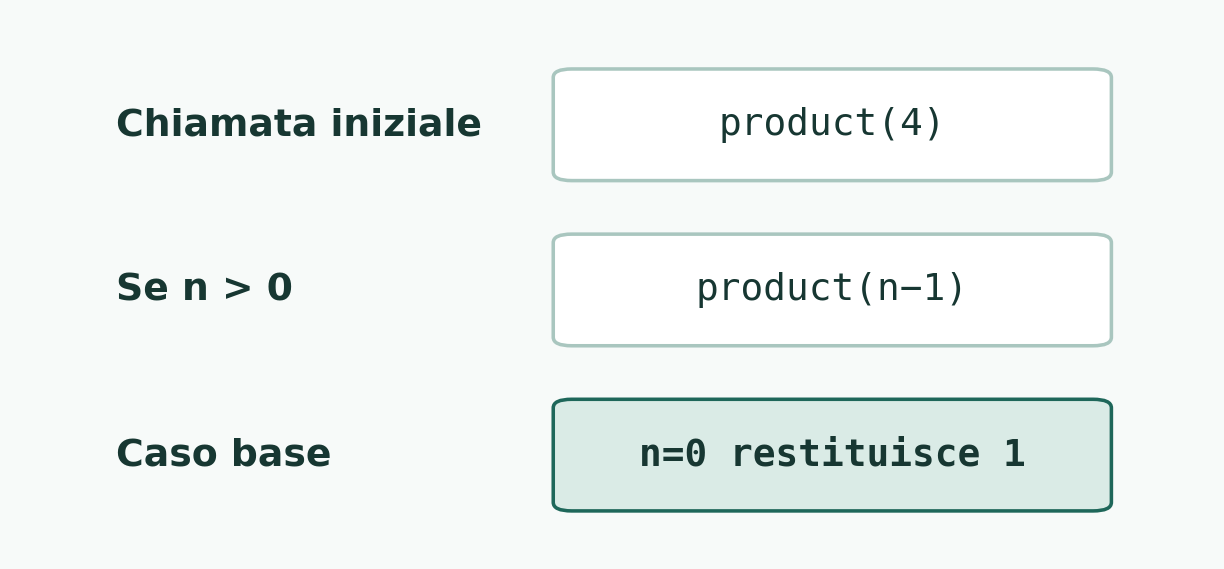 Chiamata iniziale product(4)
Se n > 0 product(n−1)
Caso base n=0 restituisce 1